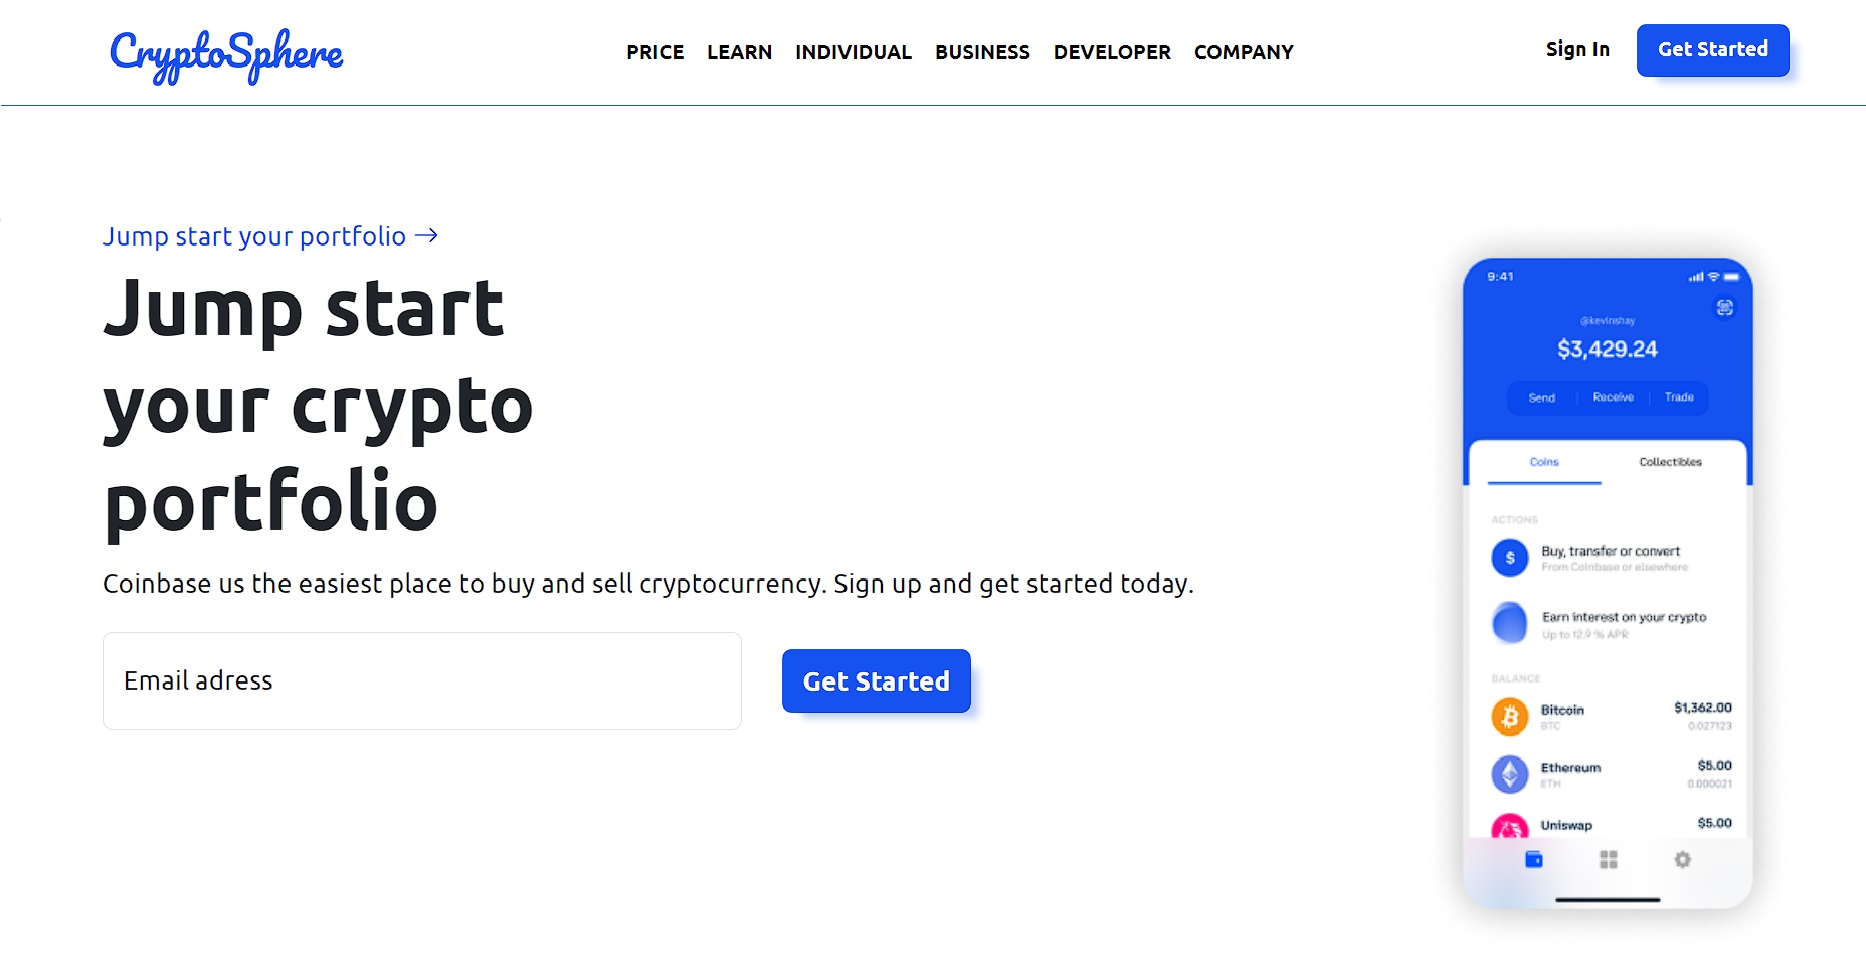 CryptoSphere
PRICE LEARN INDIVIDUAL BUSINESS DEVELOPER COMPANY
Sign In
Get Started
Jump start your portfolio →
Jump start
your crypto
portfolio
Coinbase us the easiest place to buy and sell cryptocurrency. Sign up and get started today.
Email adress
Get Started
9:41
@kevinshay
$3,429.24
Send Receive Trade
Coins Collectibles
ACTIONS
$
Buy, transfer or convert
From Coinbase or elsewhere
Earn interest on your crypto
Up to 12.9 % APR
BALANCE
Bitcoin $1,362.00
BTC 0.027123
Ethereum $5.00
ETH 0.000021
Uniswap $5.00